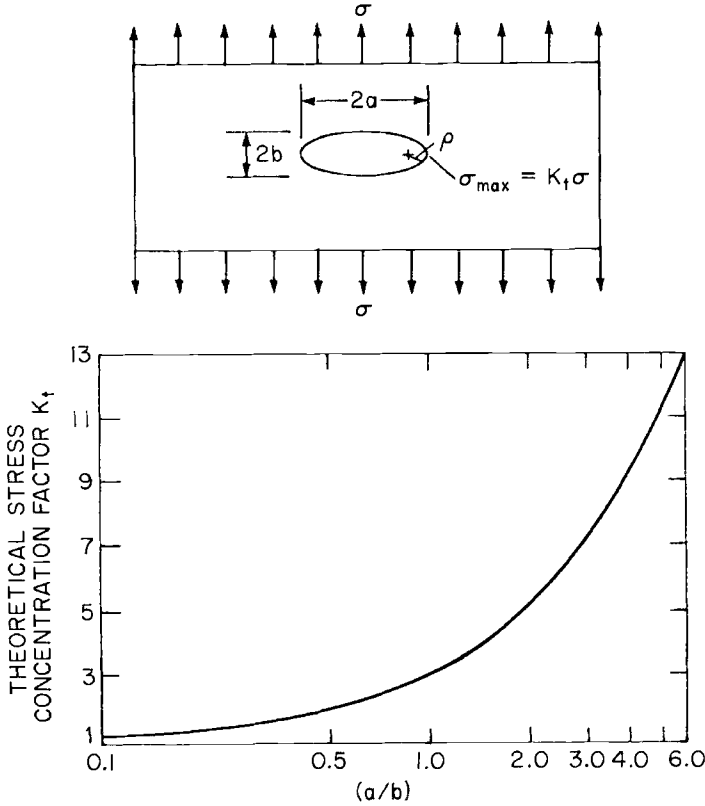 σ
2a
2b
ρ
σmax = Ktσ
σ
THEORETICAL STRESS
CONCENTRATION FACTOR Kt
13
11
9
7
5
3
1
0.1
0.5
1.0
2.0
3.0
4.0
6.0
(a/b)